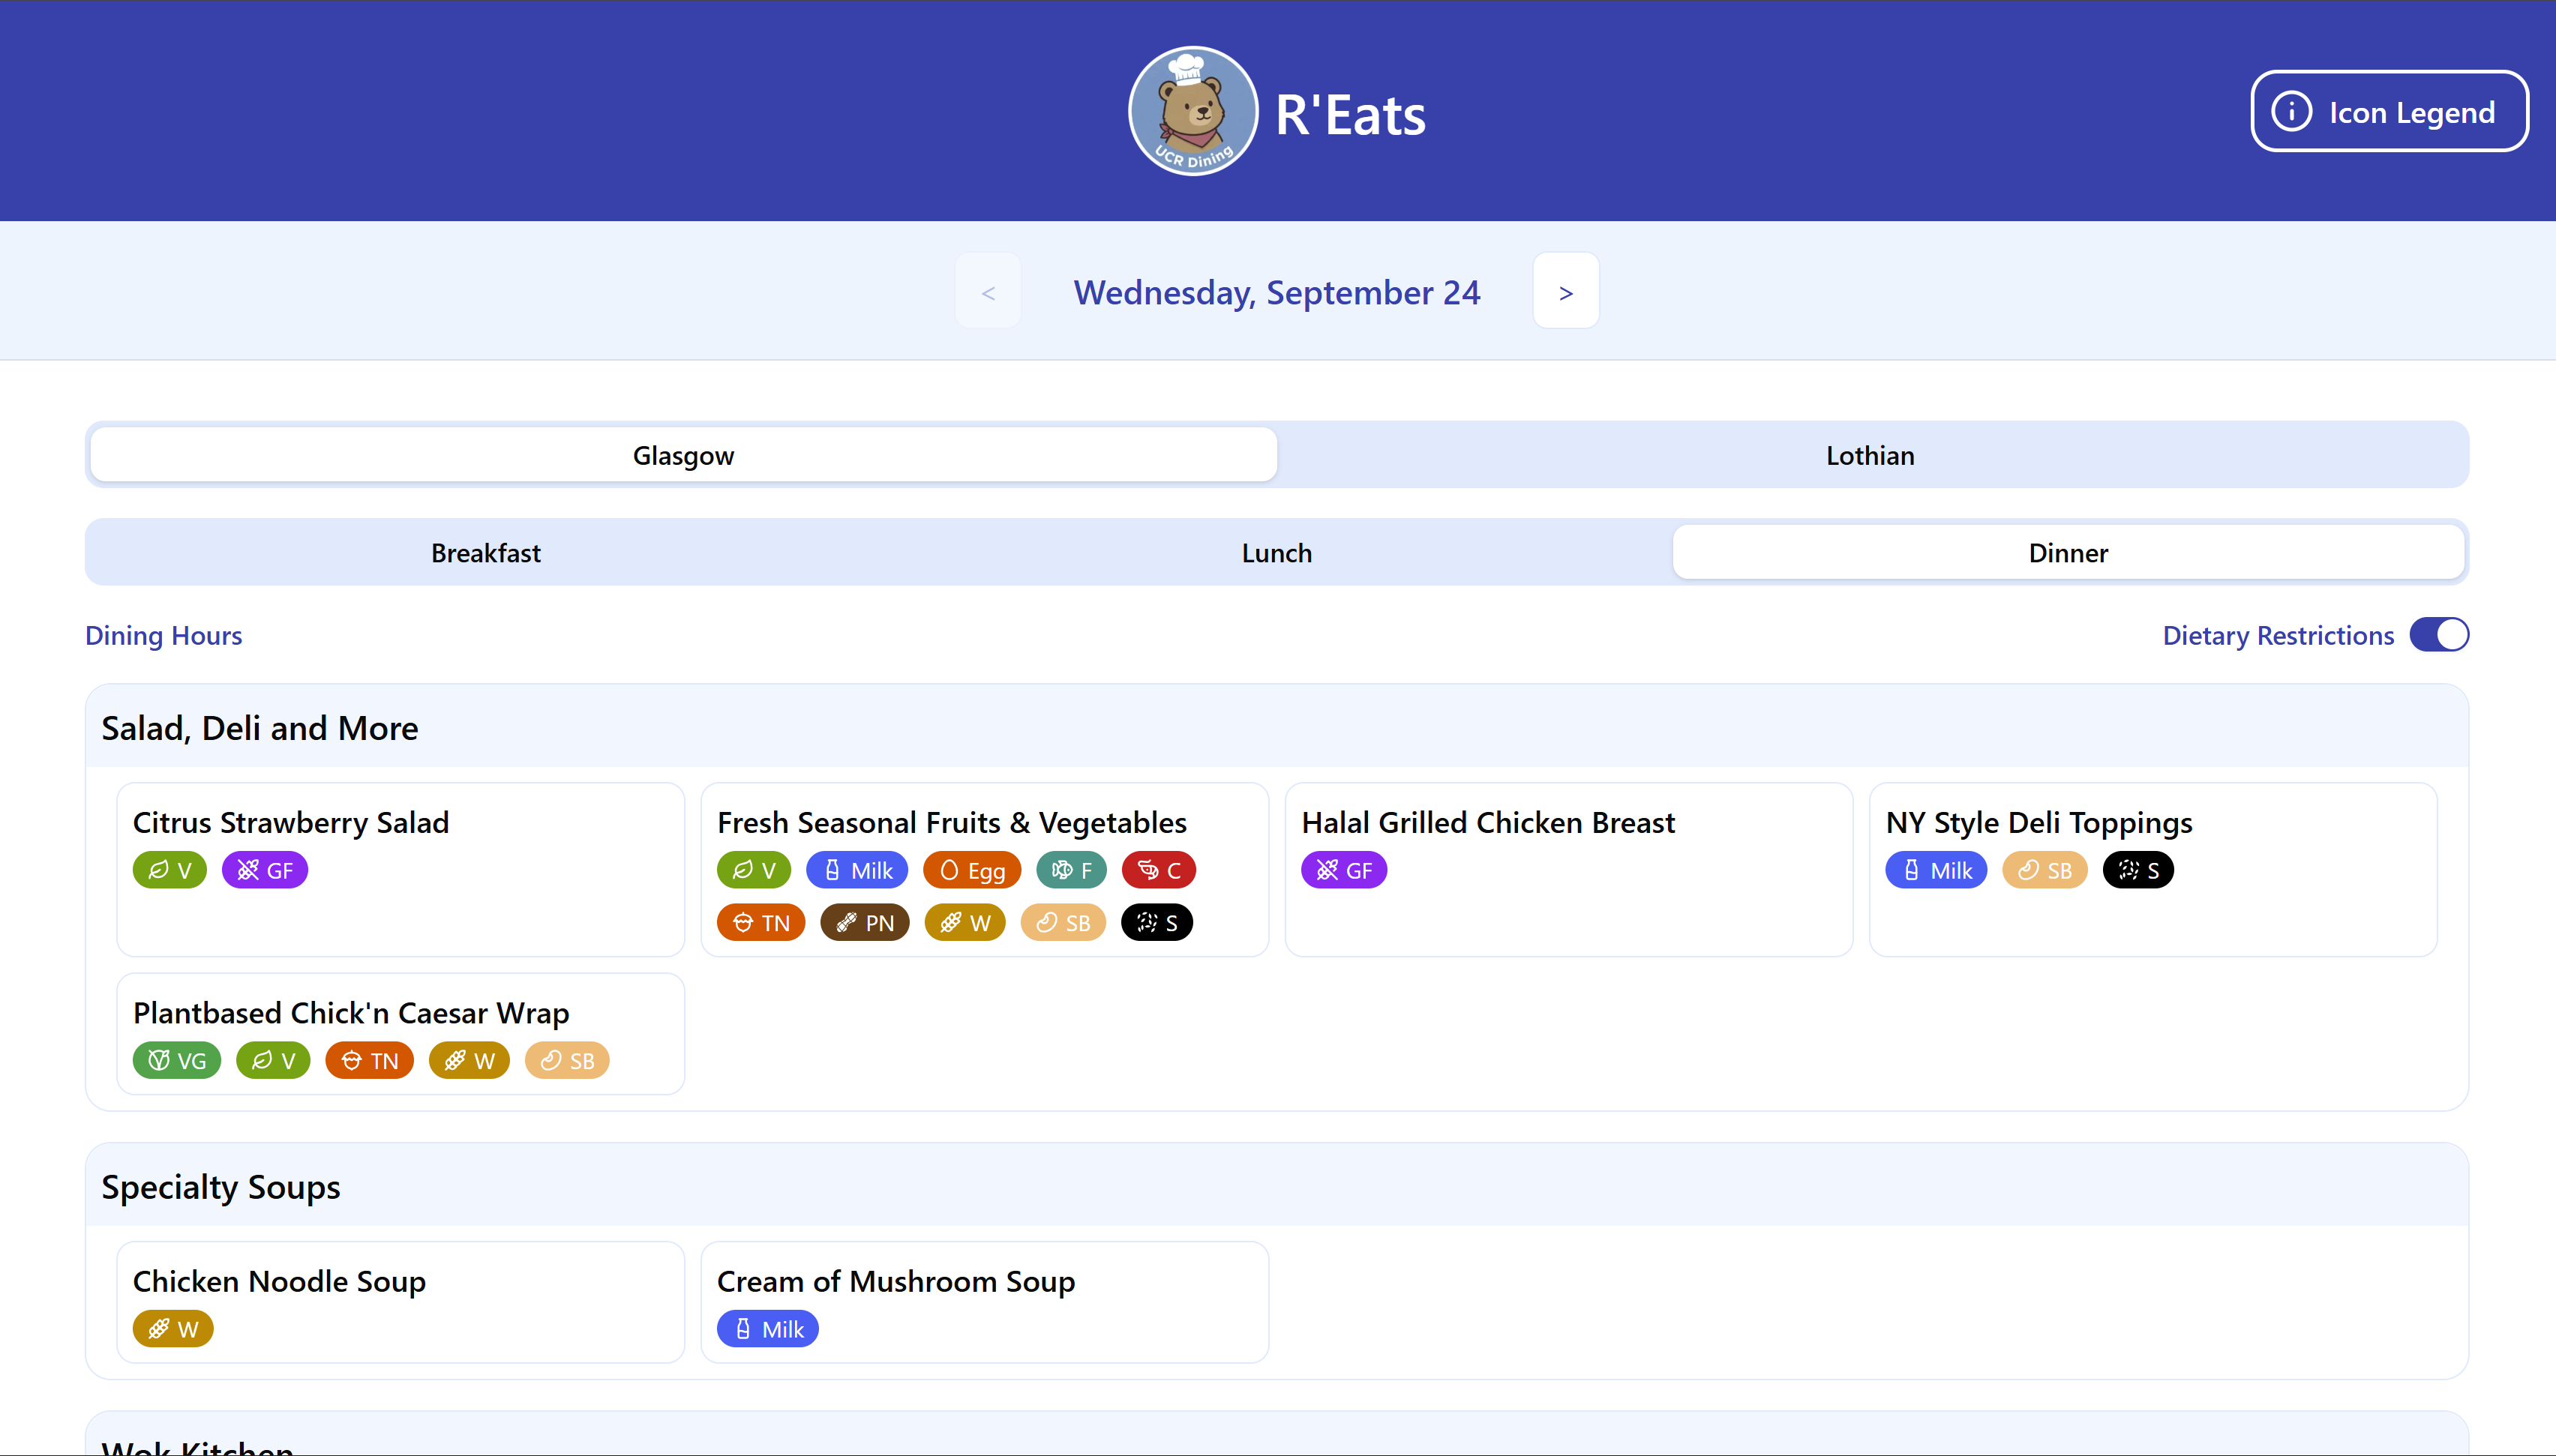 UCR Dining
R'Eats
Icon Legend
<
Wednesday, September 24
>
Glasgow
Lothian
Breakfast
Lunch
Dinner
Dining Hours
Dietary Restrictions
Salad, Deli and More
Citrus Strawberry Salad
V GF
Fresh Seasonal Fruits & Vegetables
V Milk Egg F C
TN PN W SB S
Halal Grilled Chicken Breast
GF
NY Style Deli Toppings
Milk SB S
Plantbased Chick'n Caesar Wrap
VG V TN W SB
Specialty Soups
Chicken Noodle Soup
W
Cream of Mushroom Soup
Milk
Wok Kitchen